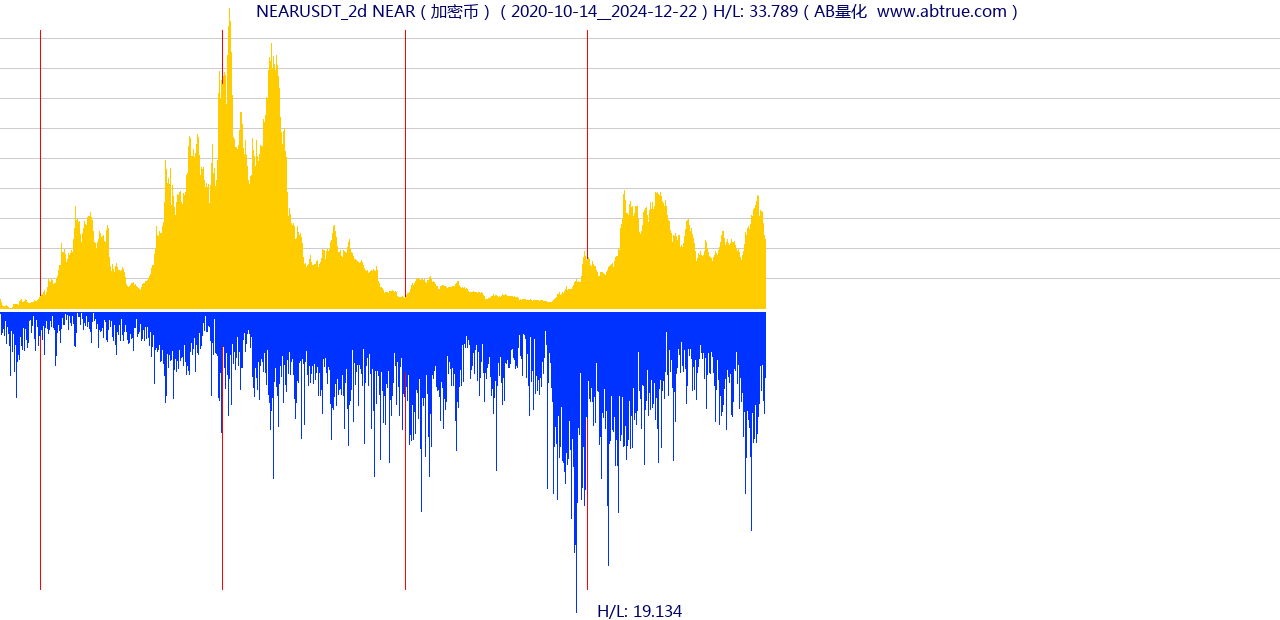 NEARUSDT_2d NEAR（加密币）（2020-10-14__2024-12-22）H/L: 33.789（AB量化  www.abtrue.com）
H/L: 19.134